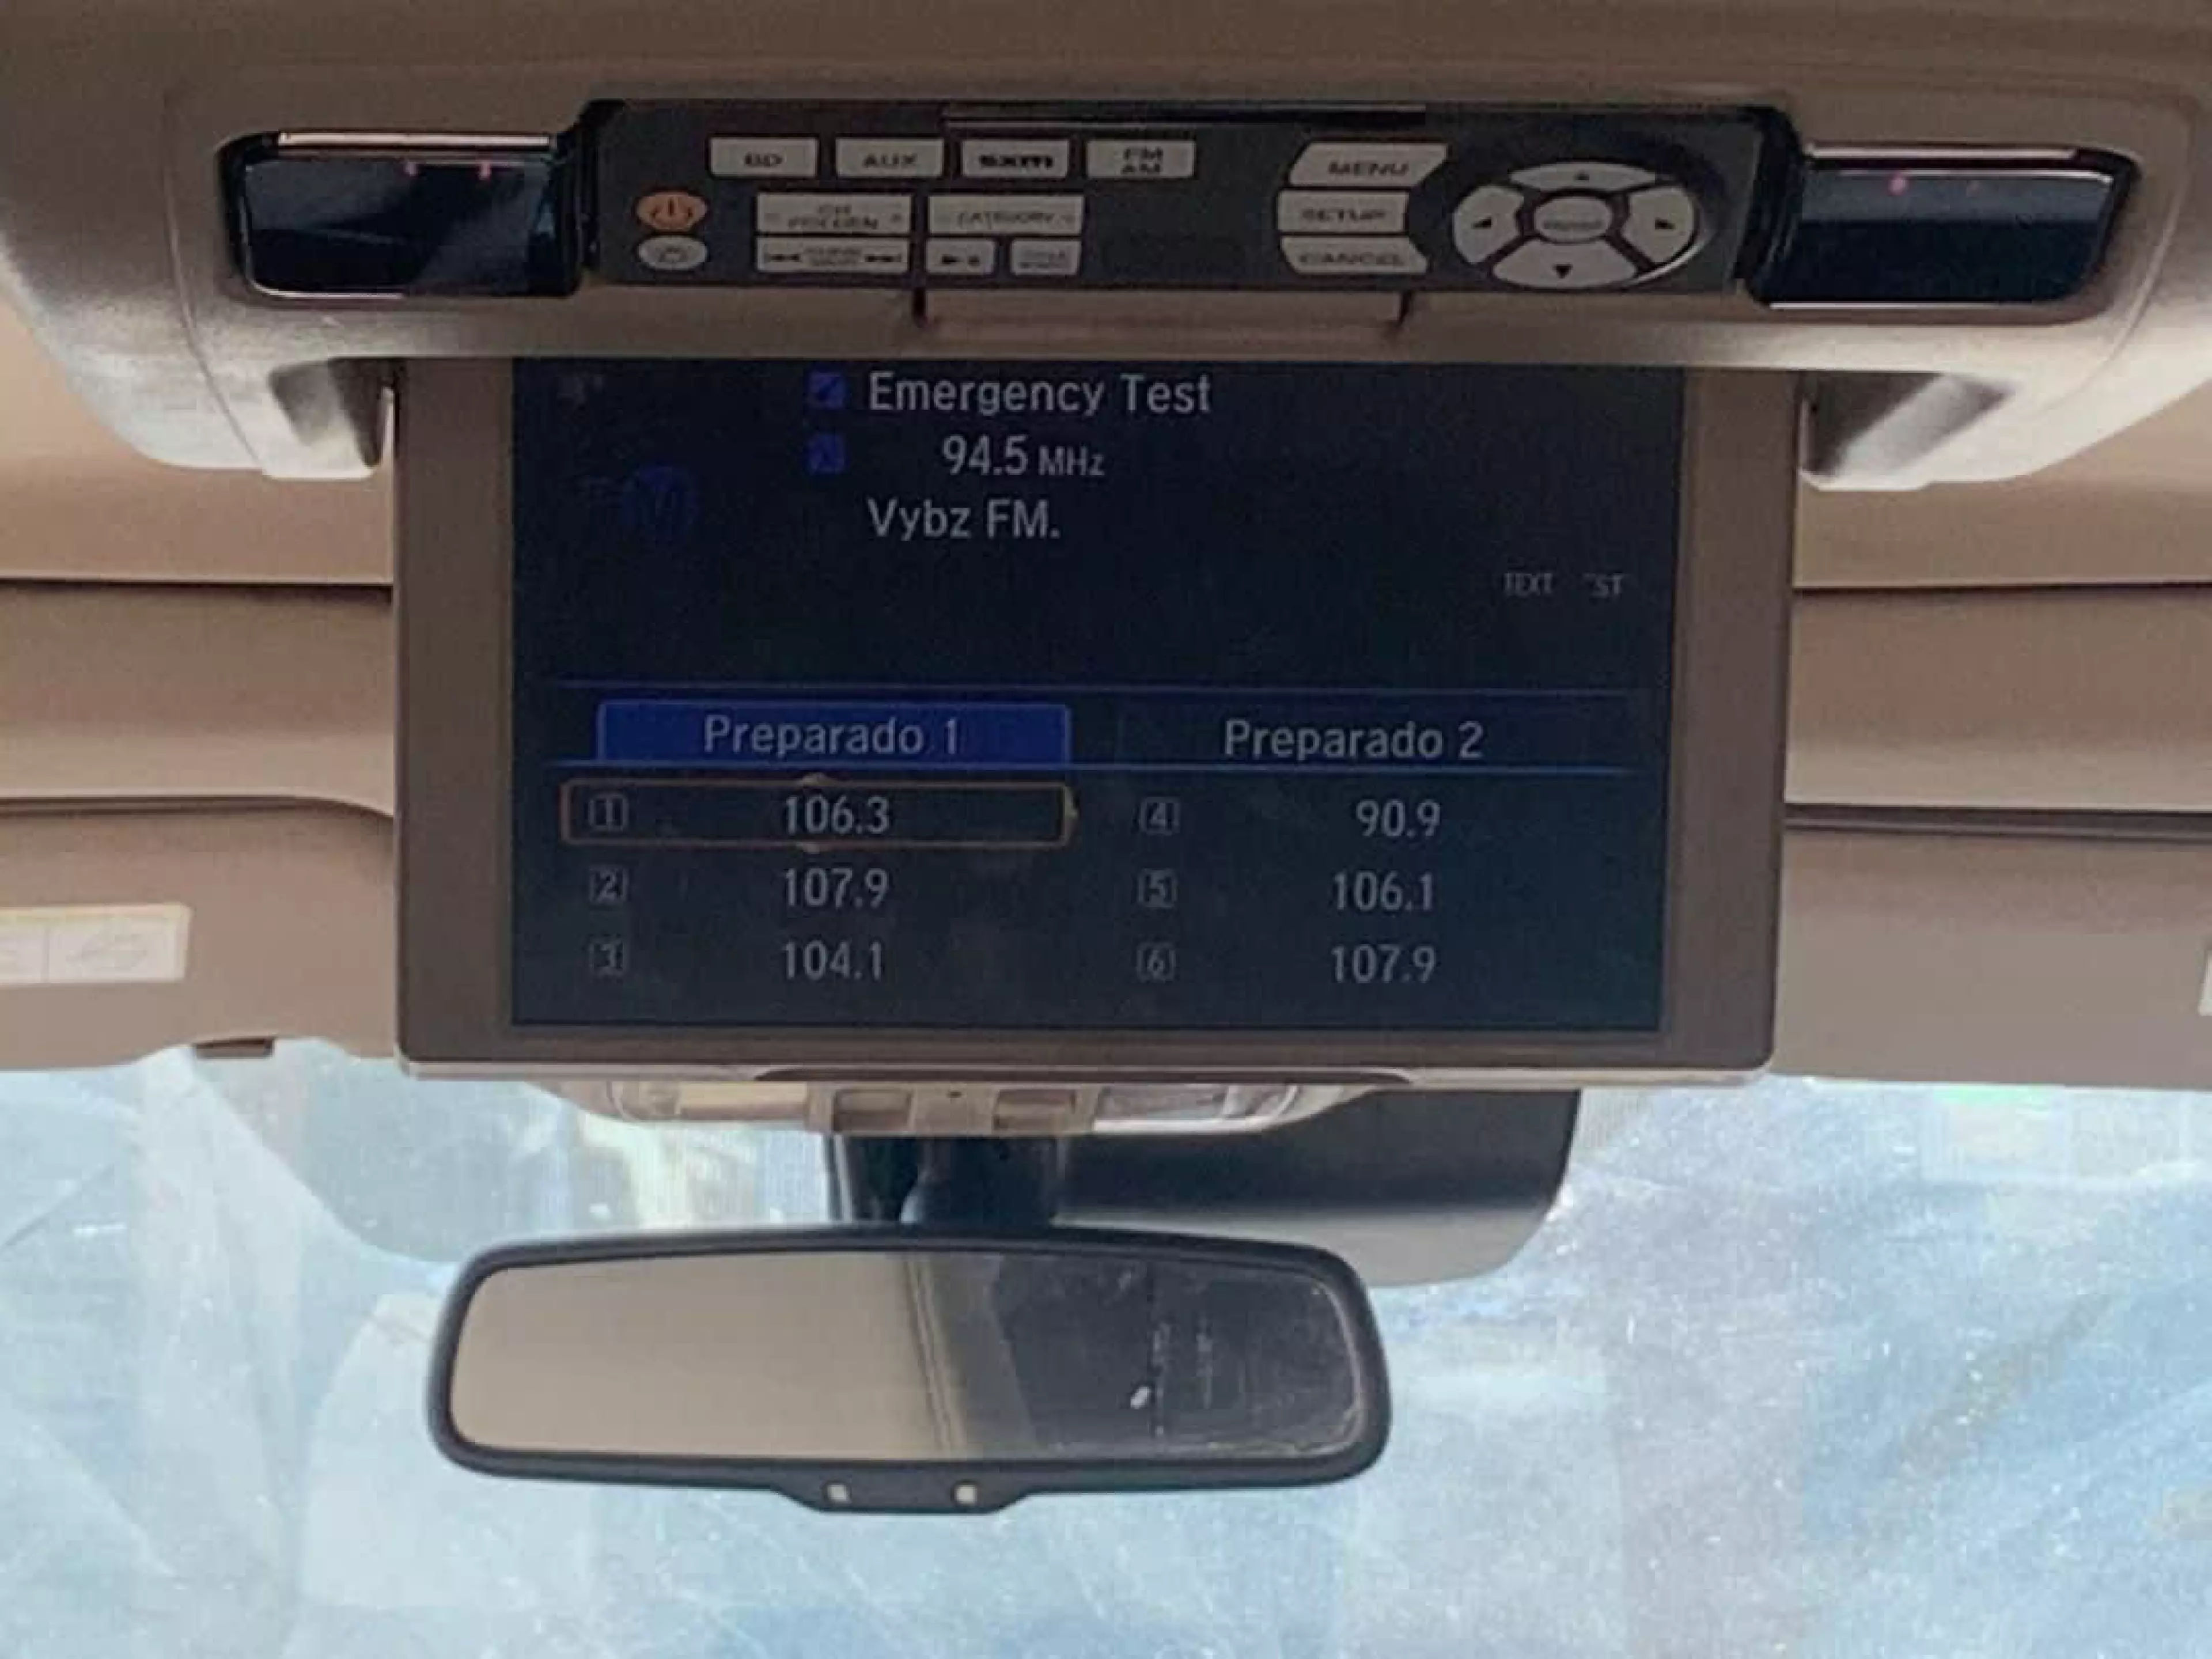 BD AUX SXM FM AM MENU
CATEGORY SETUP
CANCEL
Emergency Test
94.5 MHz
Vybz FM.
TEXT ST
Preparado 1 Preparado 2
1 106.3 4 90.9
2 107.9 5 106.1
3 104.1 6 107.9